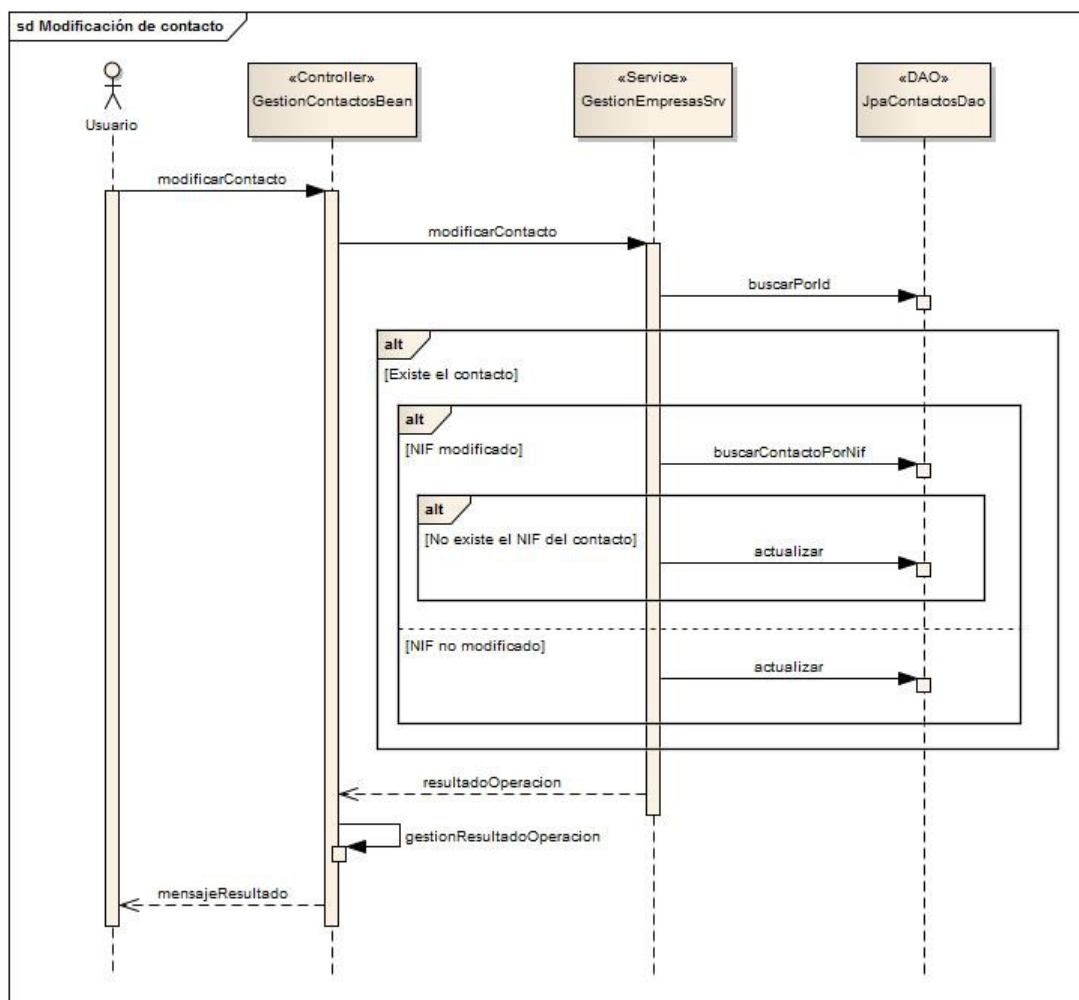 sd Modificación de contacto
Usuario
«Controller»
GestionContactosBean
«Service»
GestionEmpresasSrv
«DAO»
JpaContactosDao
modificarContacto
modificarContacto
buscarPorId
alt
[Existe el contacto]
alt
[NIF modificado]
buscarContactoPorNif
alt
[No existe el NIF del contacto]
actualizar
[NIF no modificado]
actualizar
resultadoOperacion
gestionResultadoOperacion
mensajeResultado